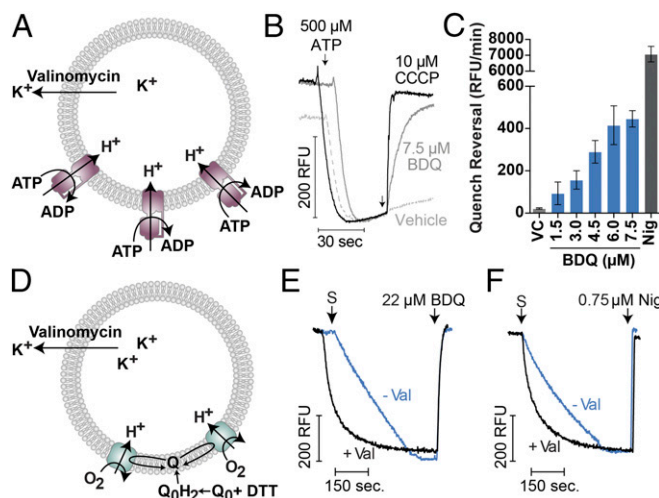 A
Valinomycin
K+
K+
H+
H+
H+
ATP
ADP
ATP
ADP
ATP
ADP
B
500 µM
ATP
10 µM
CCCP
7.5 µM
BDQ
Vehicle
200 RFU
30 sec
C
Quench Reversal (RFU/min)
8000
7000
6000
400
200
0
VC
1.5
3.0
4.5
6.0
7.5
Nig
BDQ (µM)
D
Valinomycin
K+
K+
K+
H+
H+
O2
Q
O2
Q0H2←Q0+ DTT
E
S
22 µM BDQ
- Val
+ Val
200 RFU
150 sec.
F
S
0.75 µM Nig
- Val
+ Val
200 RFU
150 sec.